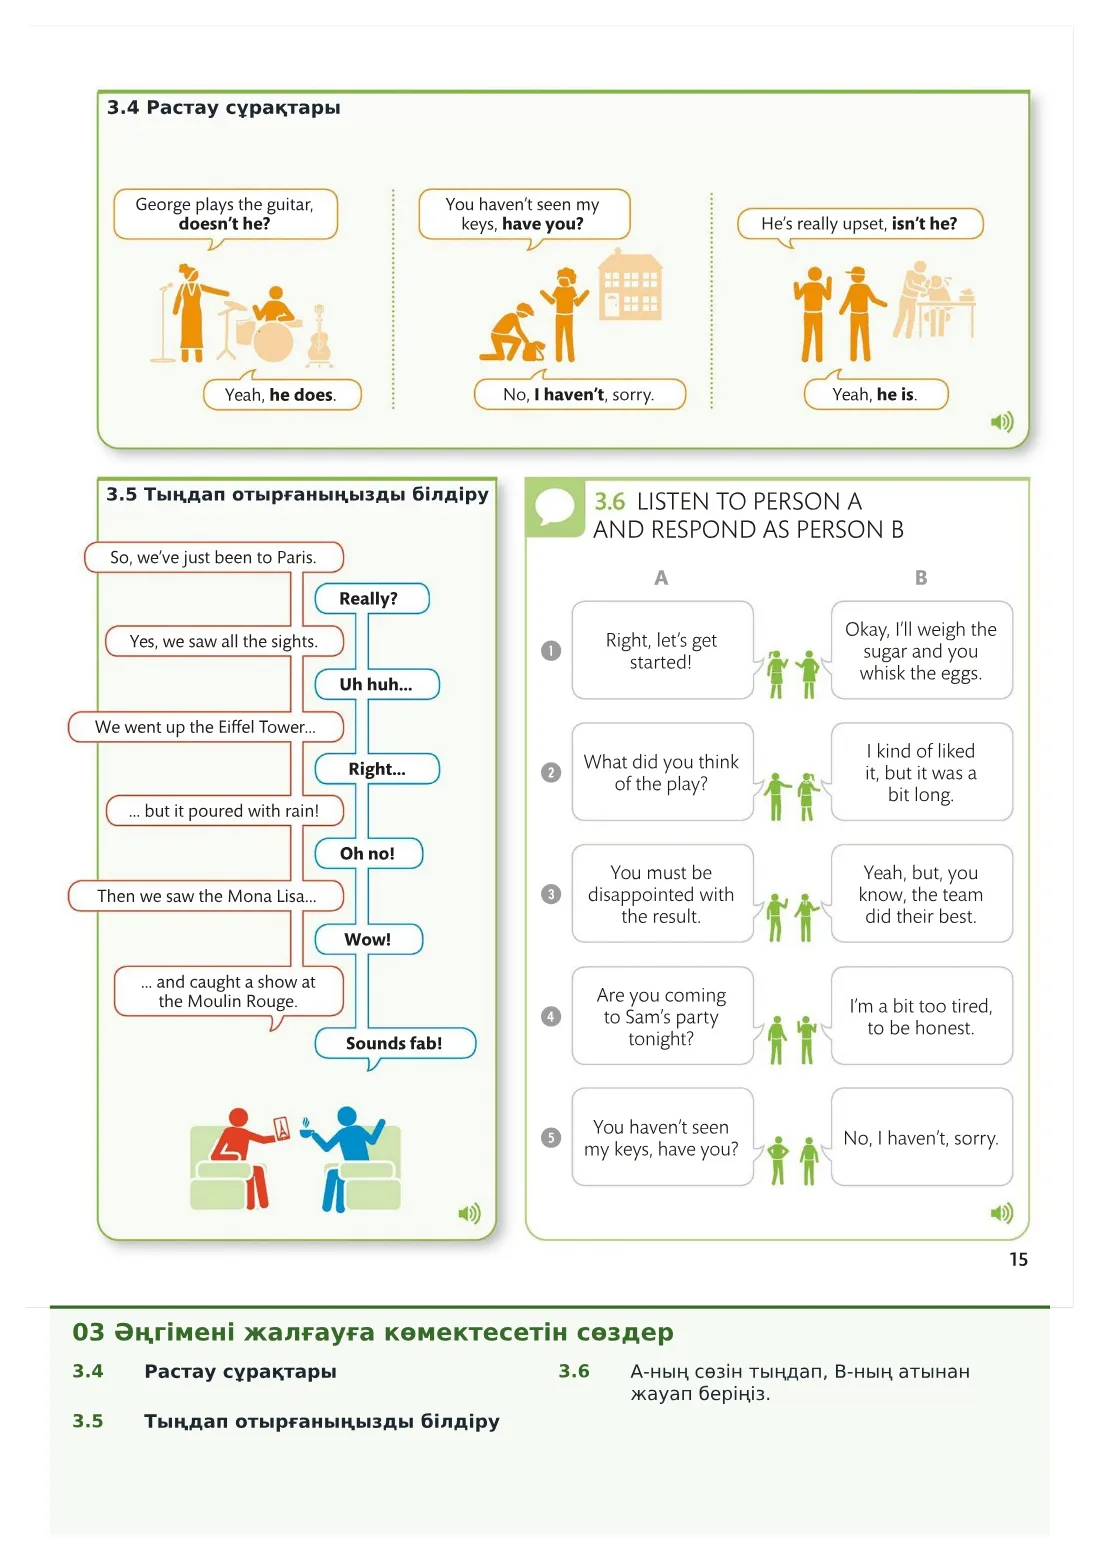 3.4 Растау сұрақтары
George plays the guitar,
doesn't he?
Yeah, he does.
You haven't seen my
keys, have you?
No, I haven't, sorry.
He's really upset, isn't he?
Yeah, he is.
3.5 Тыңдап отырғаныңызды білдіру
So, we've just been to Paris.
Really?
Yes, we saw all the sights.
Uh huh...
We went up the Eiffel Tower...
Right...
... but it poured with rain!
Oh no!
Then we saw the Mona Lisa...
Wow!
... and caught a show at
the Moulin Rouge.
Sounds fab!
3.6 LISTEN TO PERSON A
AND RESPOND AS PERSON B
A
B
1
Right, let's get
started!
Okay, I'll weigh the
sugar and you
whisk the eggs.
2
What did you think
of the play?
I kind of liked
it, but it was a
bit long.
3
You must be
disappointed with
the result.
Yeah, but, you
know, the team
did their best.
4
Are you coming
to Sam's party
tonight?
I'm a bit too tired,
to be honest.
5
You haven't seen
my keys, have you?
No, I haven't, sorry.
15
03 Әңгімені жалғауға көмектесетін сөздер
3.4 Растау сұрақтары
3.5 Тыңдап отырғаныңызды білдіру
3.6 А-ның сөзін тыңдап, В-ның атынан
жауап беріңіз.